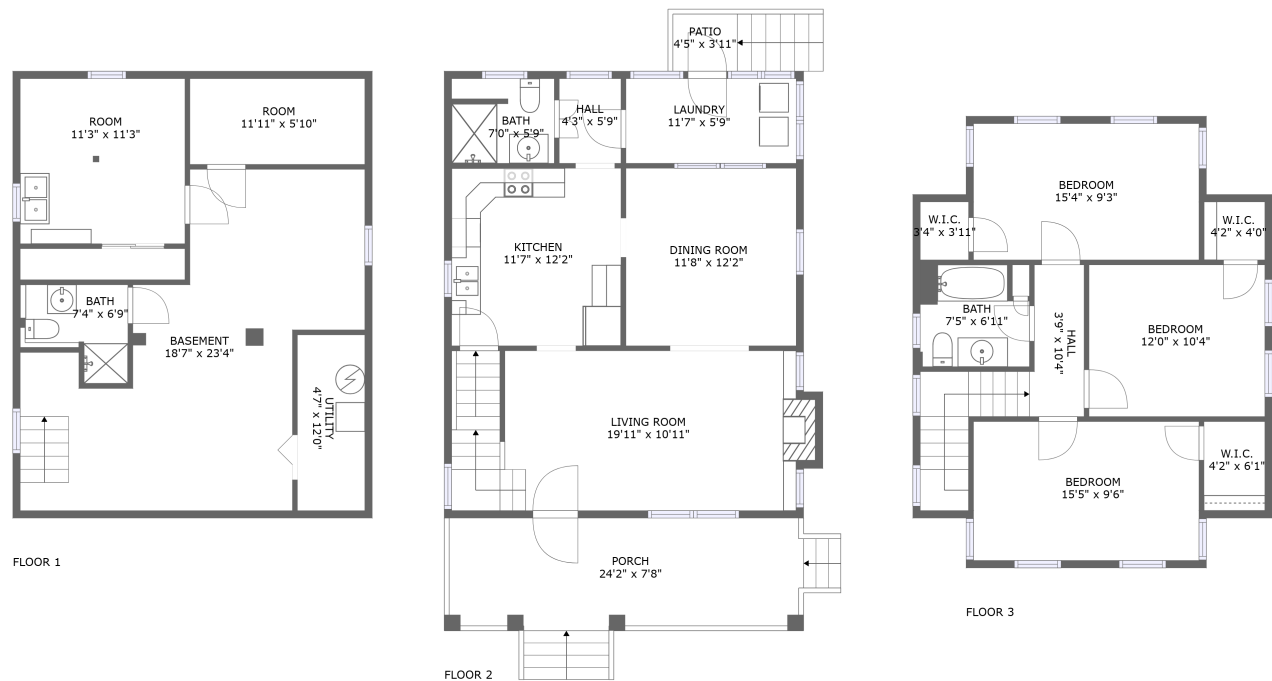 ROOM
11'3" x 11'3"
ROOM
11'11" x 5'10"
BATH
7'4" x 6'9"
BASEMENT
18'7" x 23'4"
UTILITY
4'7" x 12'0"
FLOOR 1
PATIO
4'5" x 3'11"
BATH
7'0" x 5'9"
HALL
4'3" x 5'9"
LAUNDRY
11'7" x 5'9"
KITCHEN
11'7" x 12'2"
DINING ROOM
11'8" x 12'2"
LIVING ROOM
19'11" x 10'11"
PORCH
24'2" x 7'8"
FLOOR 2
BEDROOM
15'4" x 9'3"
W.I.C.
3'4" x 3'11"
W.I.C.
4'2" x 4'0"
BATH
7'5" x 6'11"
HALL
3'9" x 10'4"
BEDROOM
12'0" x 10'4"
BEDROOM
15'5" x 9'6"
W.I.C.
4'2" x 6'1"
FLOOR 3